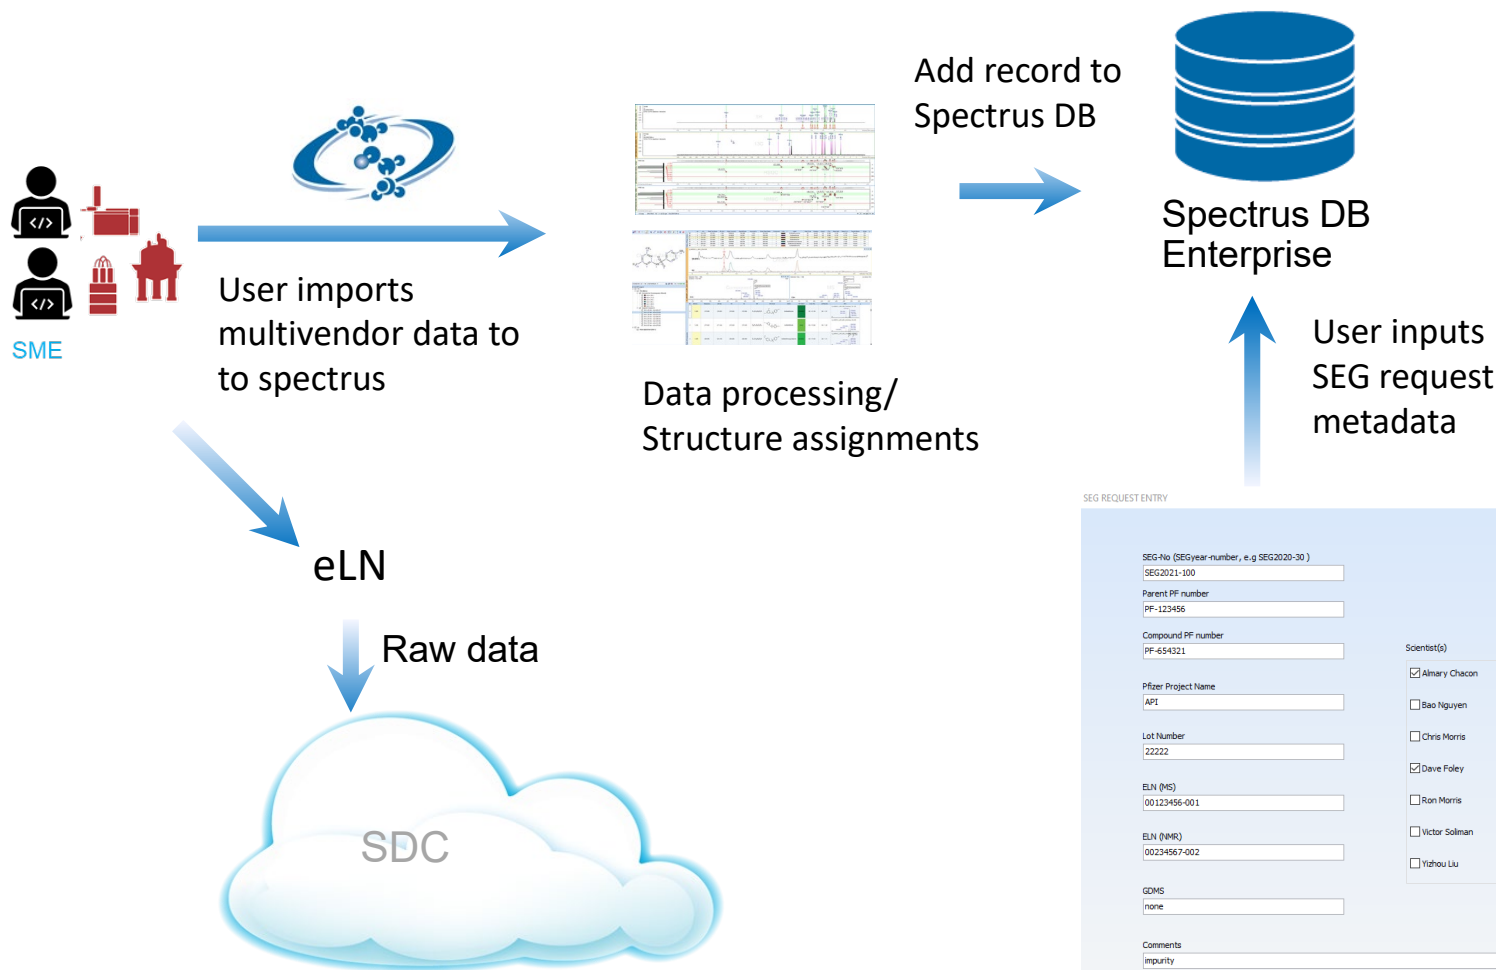 Add record to
Spectrus DB
Spectrus DB
Enterprise
</>
</>
SME
User imports
multivendor data to
to spectrus
Data processing/
Structure assignments
User inputs
SEG request
metadata
eLN
Raw data
SDC
SEG REQUEST ENTRY
SEG-No (SEGyear-number, e.g SEG2020-30 )
SEG2021-100
Parent PF number
PF-123456
Compound PF number
PF-654321
Pfizer Project Name
API
Lot Number
22222
ELN (MS)
00123456-001
ELN (NMR)
00234567-002
GDMS
none
Comments
impurity
Scientist(s)
Almary Chacon
Bao Nguyen
Chris Morris
Dave Foley
Ron Morris
Victor Soliman
Yizhou Liu